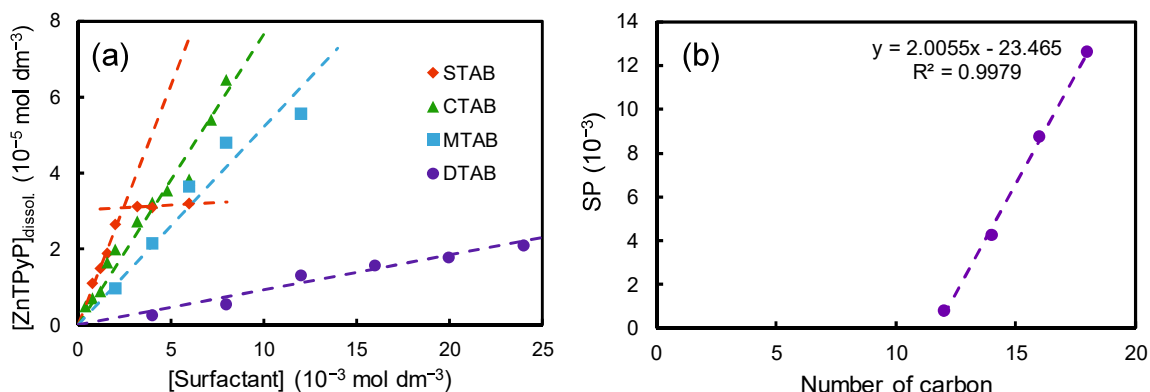 (a)
STAB
CTAB
MTAB
DTAB
[ZnTPyP]dissol. (10⁻⁵ mol dm⁻³)
8
6
4
2
0
0 5 10 15 20 25
[Surfactant] (10⁻³ mol dm⁻³)
(b)
y = 2.0055x - 23.465
R² = 0.9979
SP (10⁻³)
14
12
10
8
6
4
2
0
0 5 10 15 20
Number of carbon